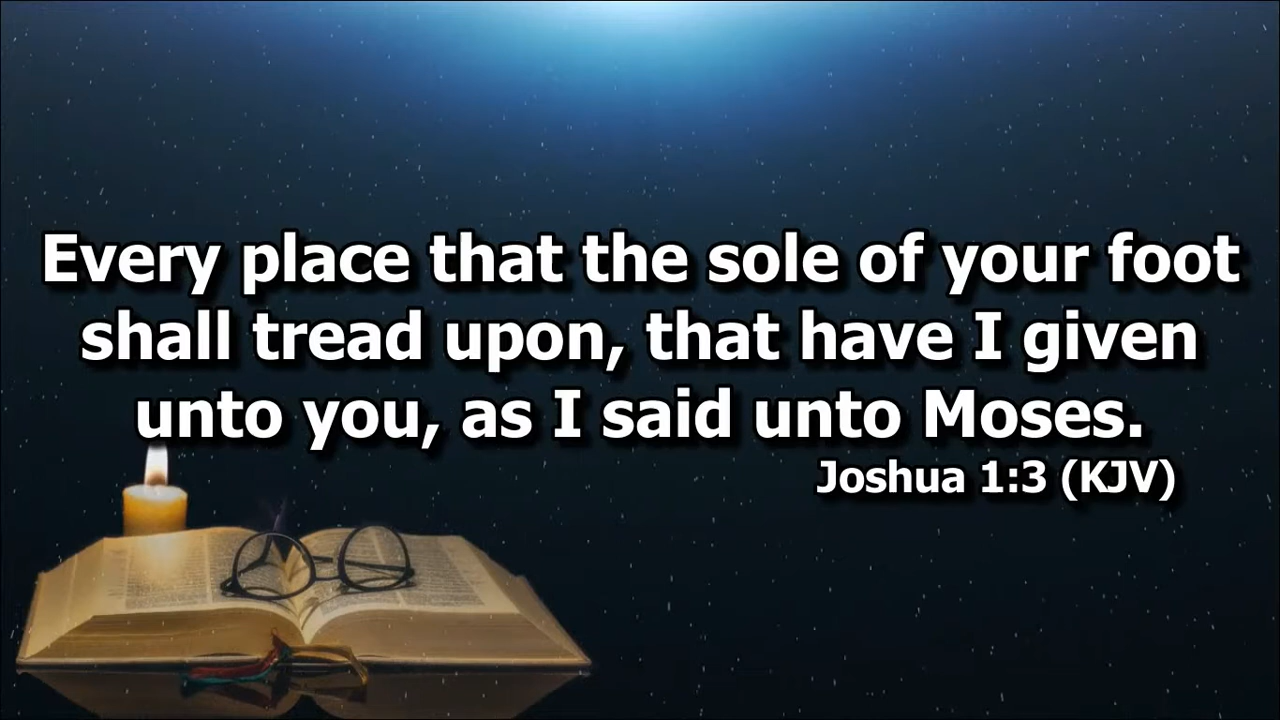 Every place that the sole of your foot
shall tread upon, that have I given
unto you, as I said unto Moses.
Joshua 1:3 (KJV)